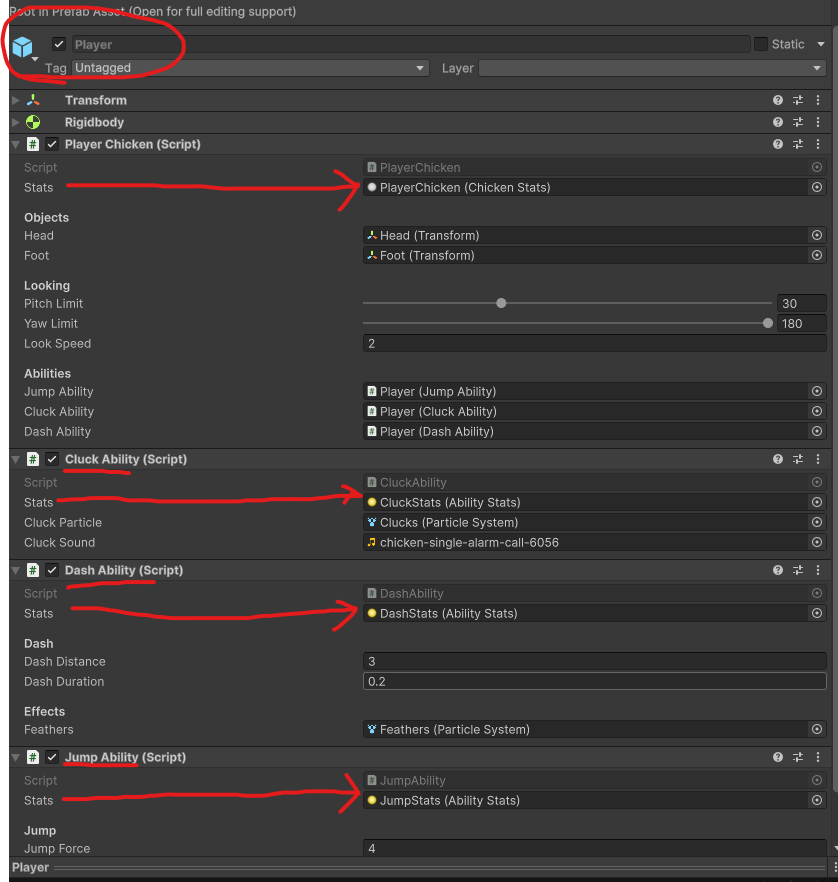 Root in Prefab Asset (Open for full editing support)
Player Static
Tag Untagged Layer
Transform
Rigidbody
# Player Chicken (Script)
Script # PlayerChicken
Stats PlayerChicken (Chicken Stats)
Objects
Head Head (Transform)
Foot Foot (Transform)
Looking
Pitch Limit 30
Yaw Limit 180
Look Speed 2
Abilities
Jump Ability # Player (Jump Ability)
Cluck Ability # Player (Cluck Ability)
Dash Ability # Player (Dash Ability)
# Cluck Ability (Script)
Script # CluckAbility
Stats CluckStats (Ability Stats)
Cluck Particle Clucks (Particle System)
Cluck Sound chicken-single-alarm-call-6056
# Dash Ability (Script)
Script # DashAbility
Stats DashStats (Ability Stats)
Dash
Dash Distance 3
Dash Duration 0.2
Effects
Feathers Feathers (Particle System)
# Jump Ability (Script)
Script # JumpAbility
Stats JumpStats (Ability Stats)
Jump
Jump Force 4
Player